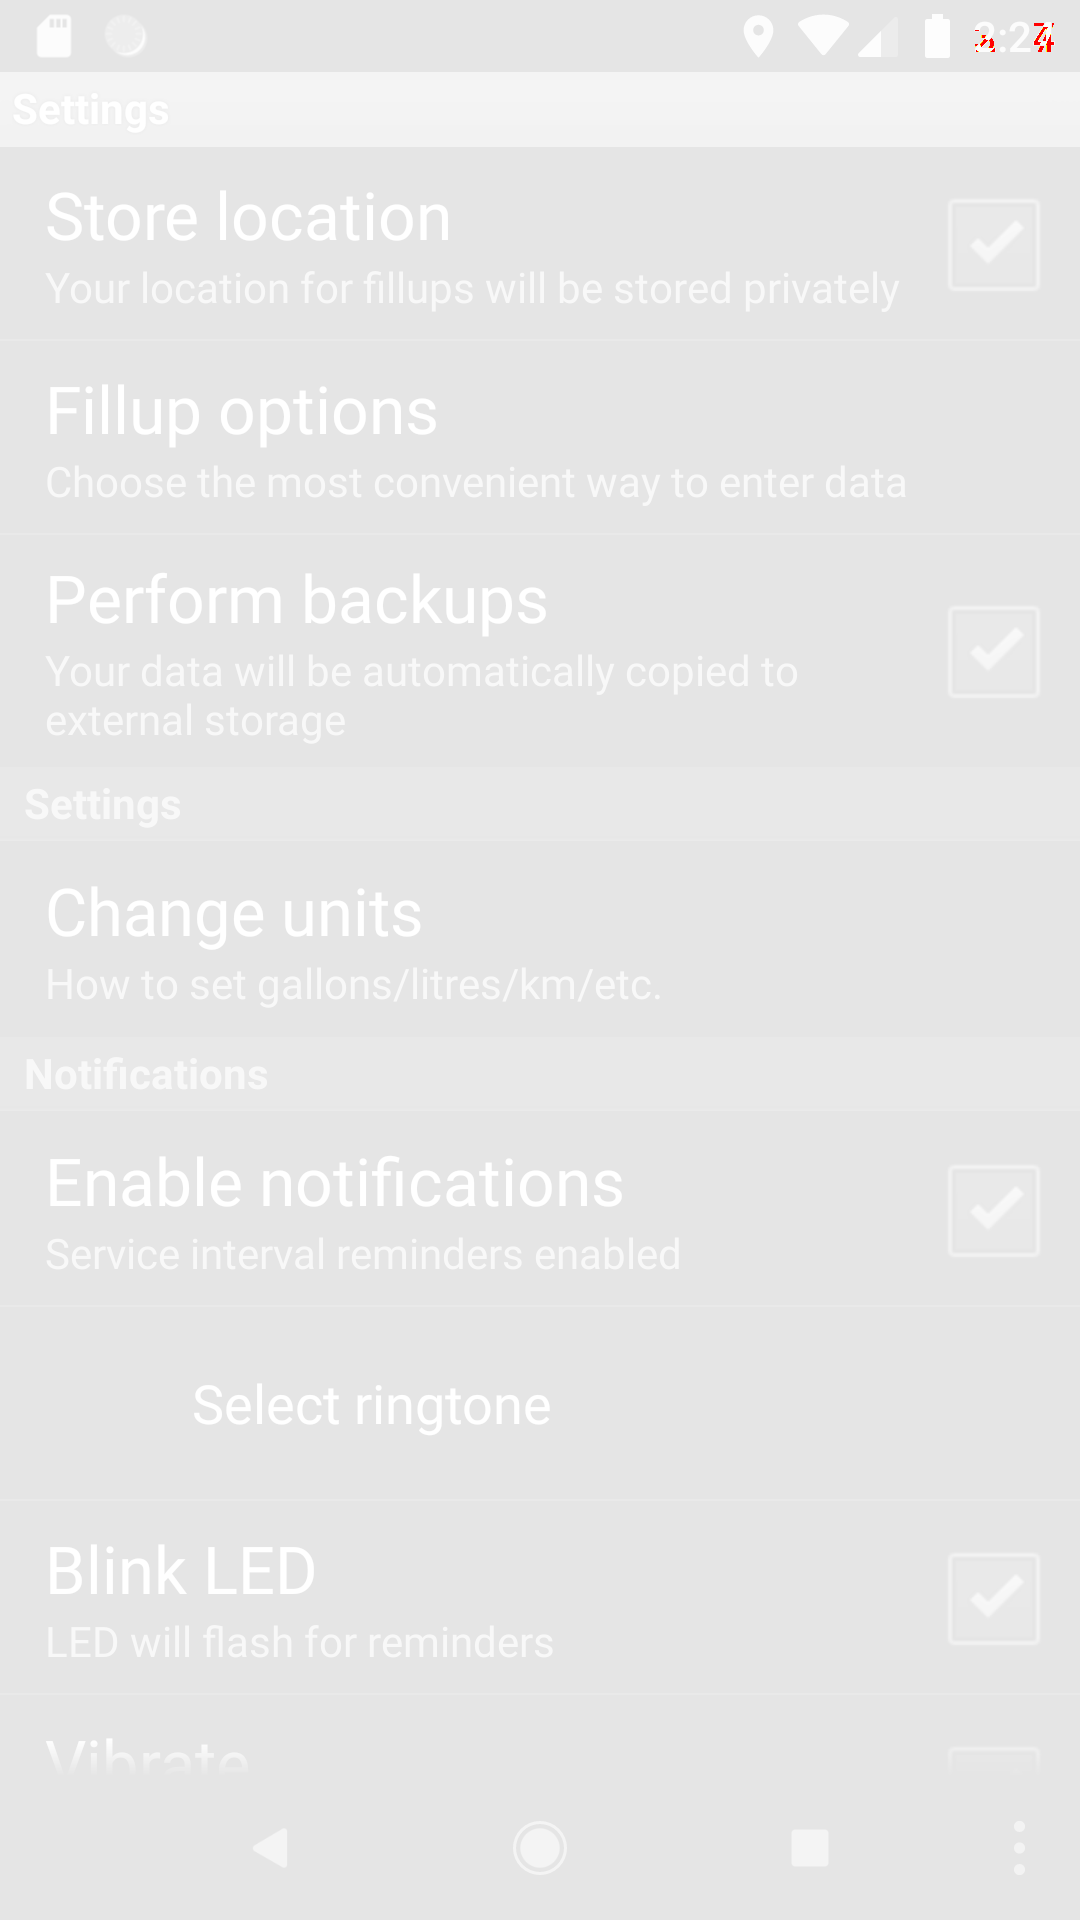 Settings
Store location
Your location for fillups will be stored privately
Fillup options
Choose the most convenient way to enter data
Perform backups
Your data will be automatically copied to
external storage
Settings
Change units
How to set gallons/litres/km/etc.
Notifications
Enable notifications
Service interval reminders enabled
Select ringtone
Blink LED
LED will flash for reminders
Vibrate